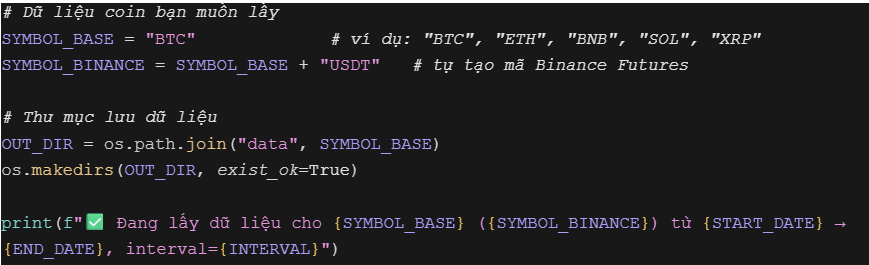 # Dữ liệu coin bạn muốn lấy
SYMBOL_BASE = "BTC"             # ví dụ: "BTC", "ETH", "BNB", "SOL", "XRP"
SYMBOL_BINANCE = SYMBOL_BASE + "USDT"   # tự tạo mã Binance Futures

# Thư mục lưu dữ liệu
OUT_DIR = os.path.join("data", SYMBOL_BASE)
os.makedirs(OUT_DIR, exist_ok=True)

print(f"✅ Đang lấy dữ liệu cho {SYMBOL_BASE} ({SYMBOL_BINANCE}) từ {START_DATE} →
{END_DATE}, interval={INTERVAL}")